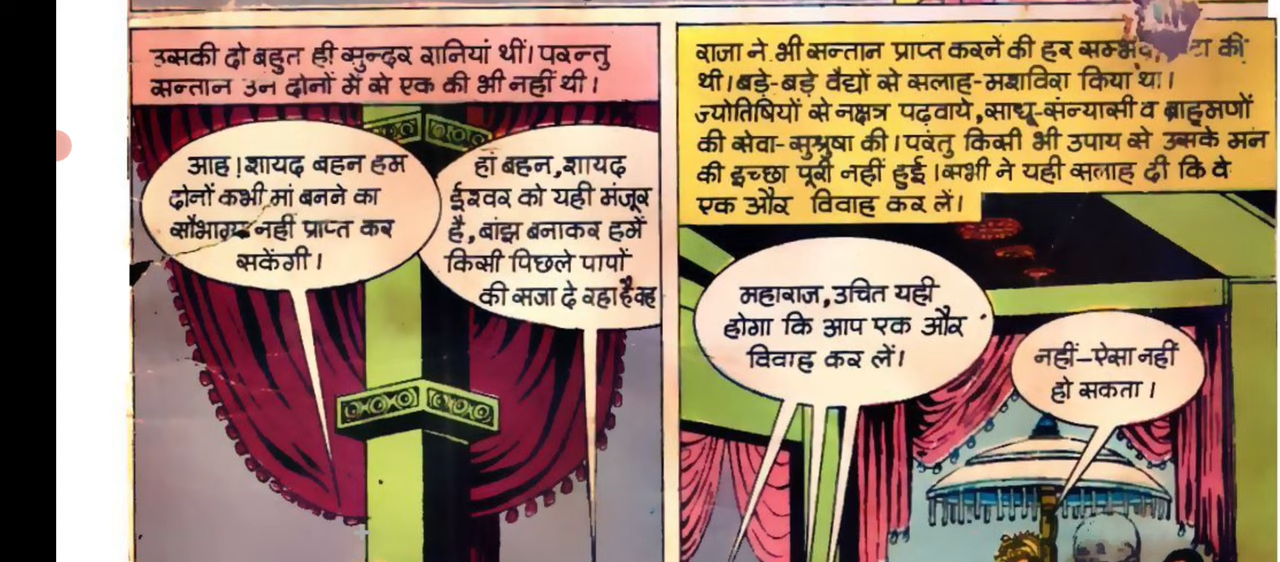 उसकी दो बहुत ही सुन्दर रानियां थीं। परन्तु
सन्तान उन दोनों में से एक की भी नहीं थी।
आह! शायद बहन हम
दोनों कभी मां बनने का
सौभाग्य नहीं प्राप्त कर
सकेंगी।
हां बहन, शायद
ईश्वर को यही मंजूर
है, बांझ बनाकर हमें
किसी पिछले पापों
की सजा दे रहा है वह
राजा ने भी सन्तान प्राप्त करने की हर की
थी। बड़े-बड़े वैद्यों से सलाह-मशविरा किया था।
ज्योतिषियों से नक्षत्र पढ़वाये, साधू-संन्यासी व ब्राह्मणों
की सेवा-सुश्रुषा की। परंतु किसी भी उपाय से उसके मन
की इच्छा पूरी नहीं हुई। सभी ने यही सलाह दी कि वे
एक और विवाह कर लें।
महाराज, उचित यही
होगा कि आप एक और
विवाह कर लें।
नहीं-ऐसा नहीं
हो सकता।